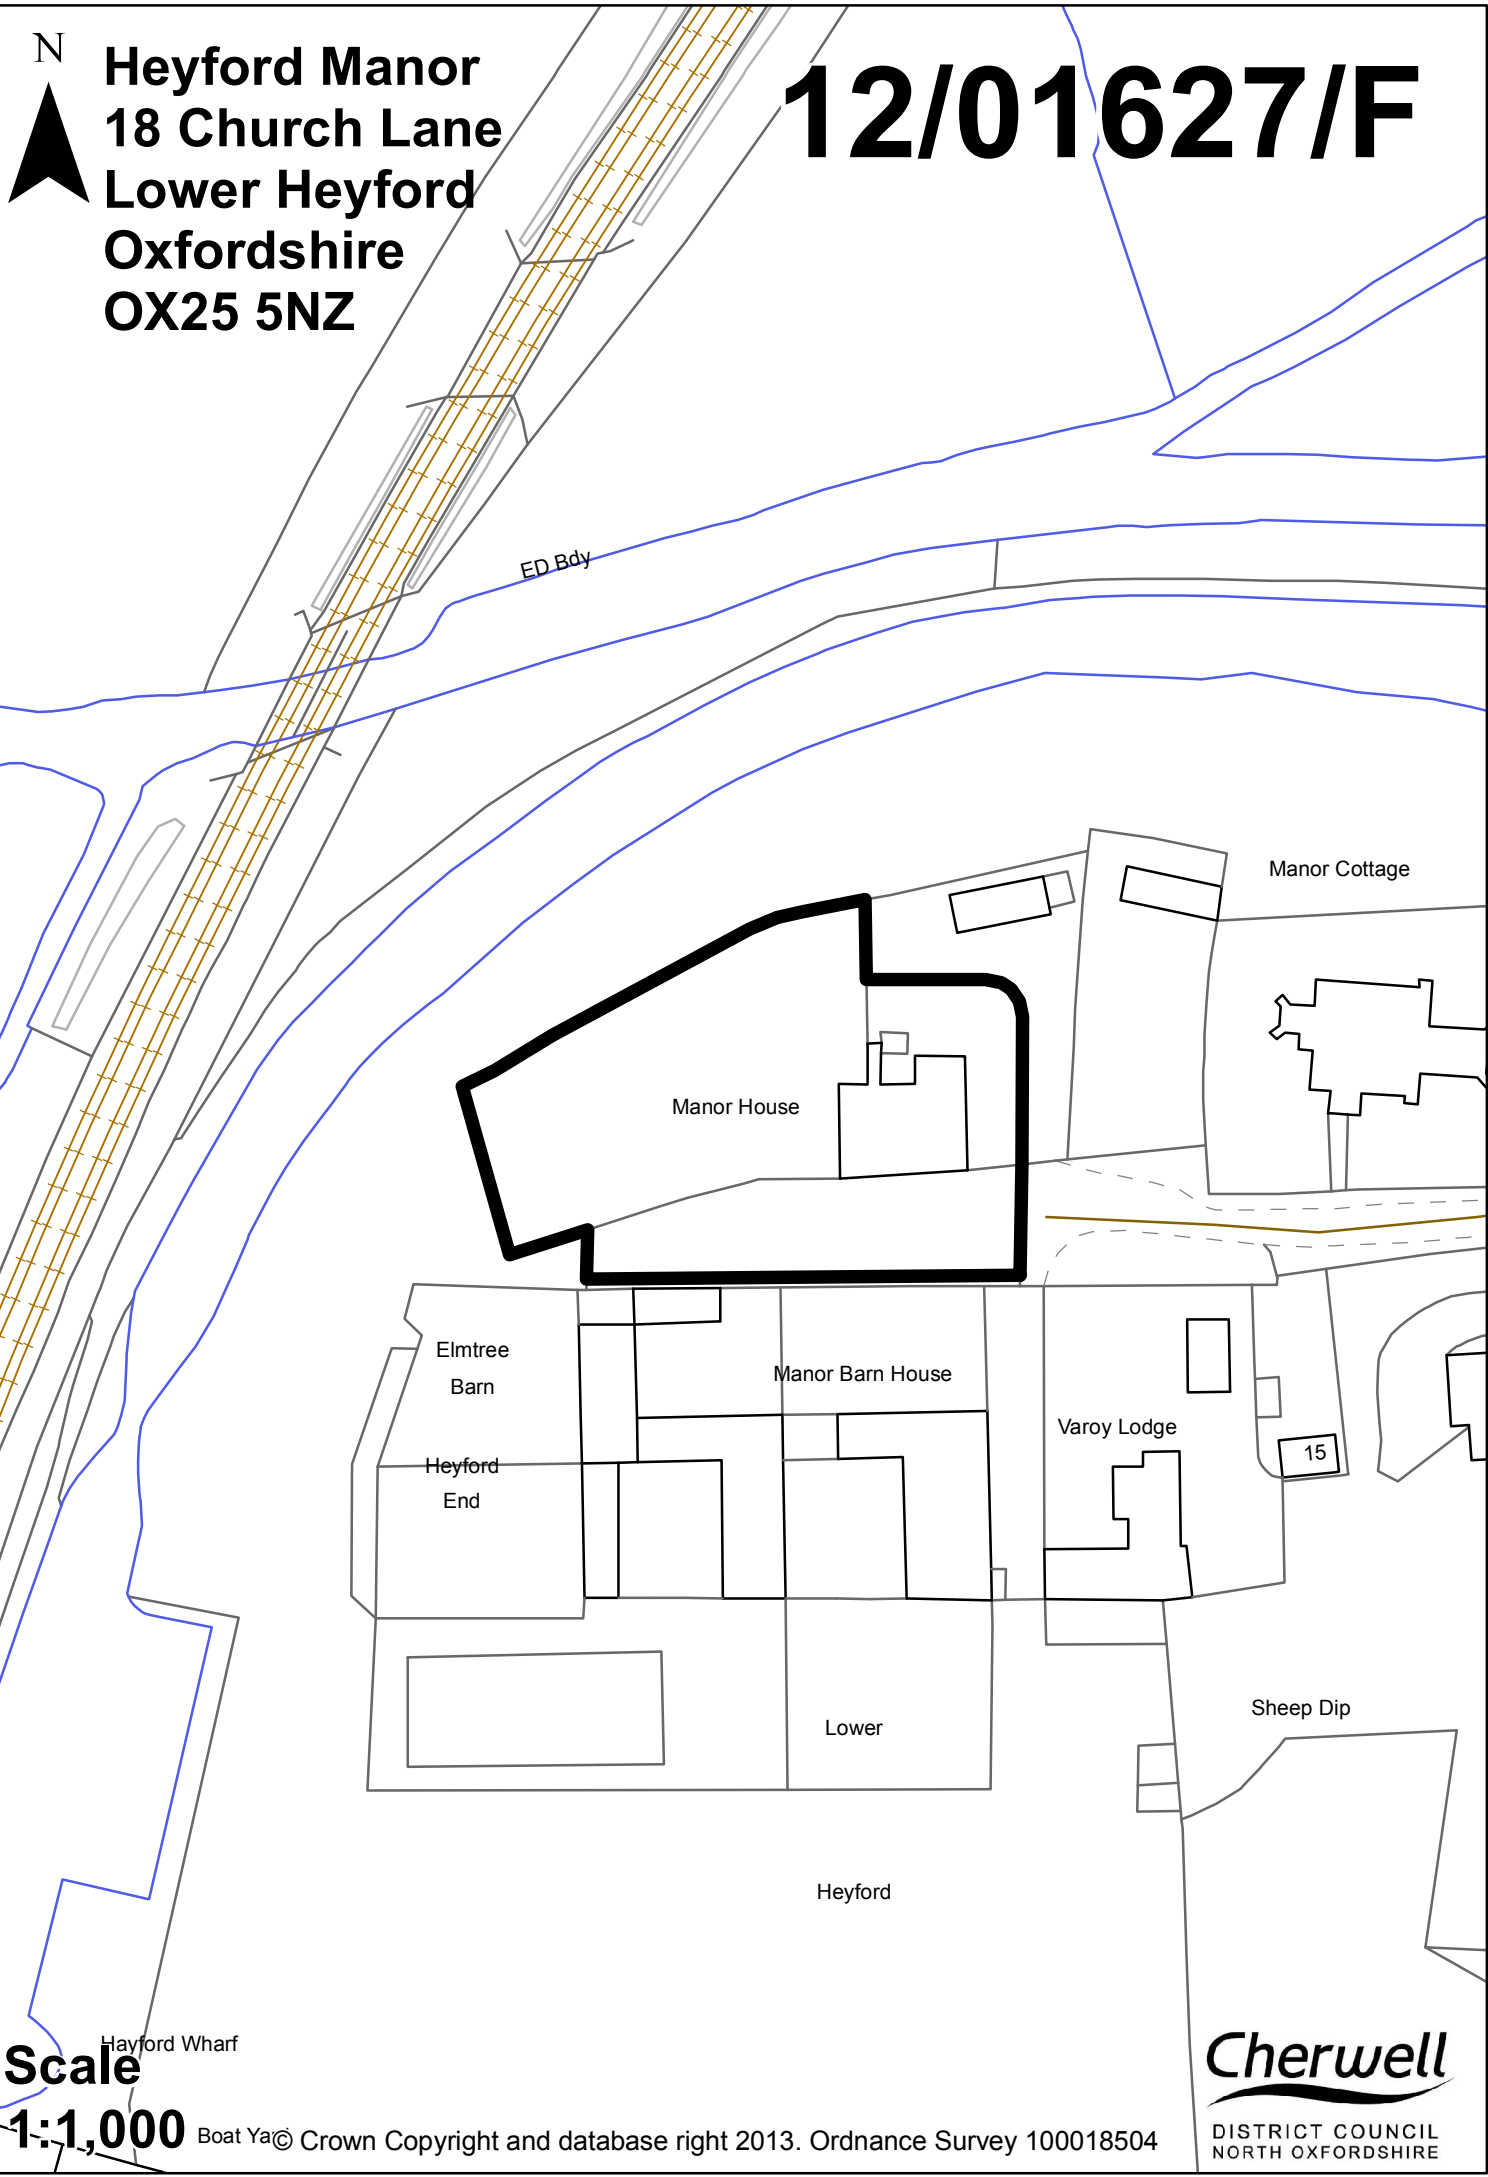 N
Heyford Manor
18 Church Lane
Lower Heyford
Oxfordshire
OX25 5NZ
12/01627/F
ED Bdy
Manor Cottage
Manor House
Elmtree
Barn
Manor Barn House
Varoy Lodge
15
Heyford
End
Lower
Sheep Dip
Heyford
Hayford Wharf
Scale
1:1,000
Boat Ya
© Crown Copyright and database right 2013. Ordnance Survey 100018504
Cherwell
DISTRICT COUNCIL
NORTH OXFORDSHIRE